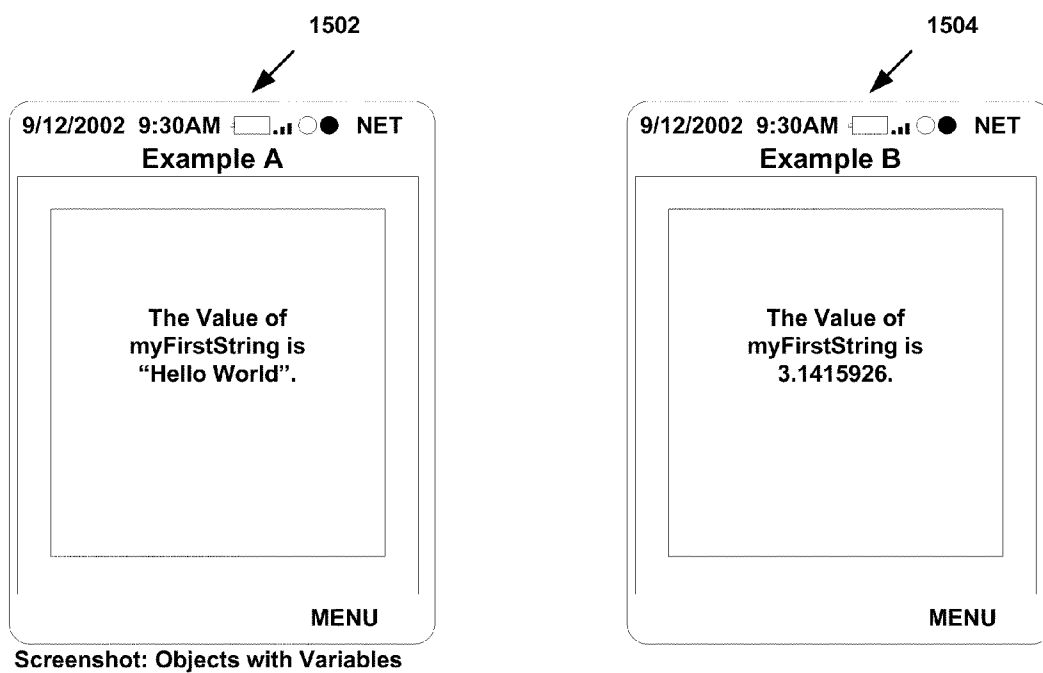 1502
9/12/2002 9:30AM NET
Example A
The Value of
myFirstString is
“Hello World”.
MENU
Screenshot: Objects with Variables
1504
9/12/2002 9:30AM NET
Example B
The Value of
myFirstString is
3.1415926.
MENU